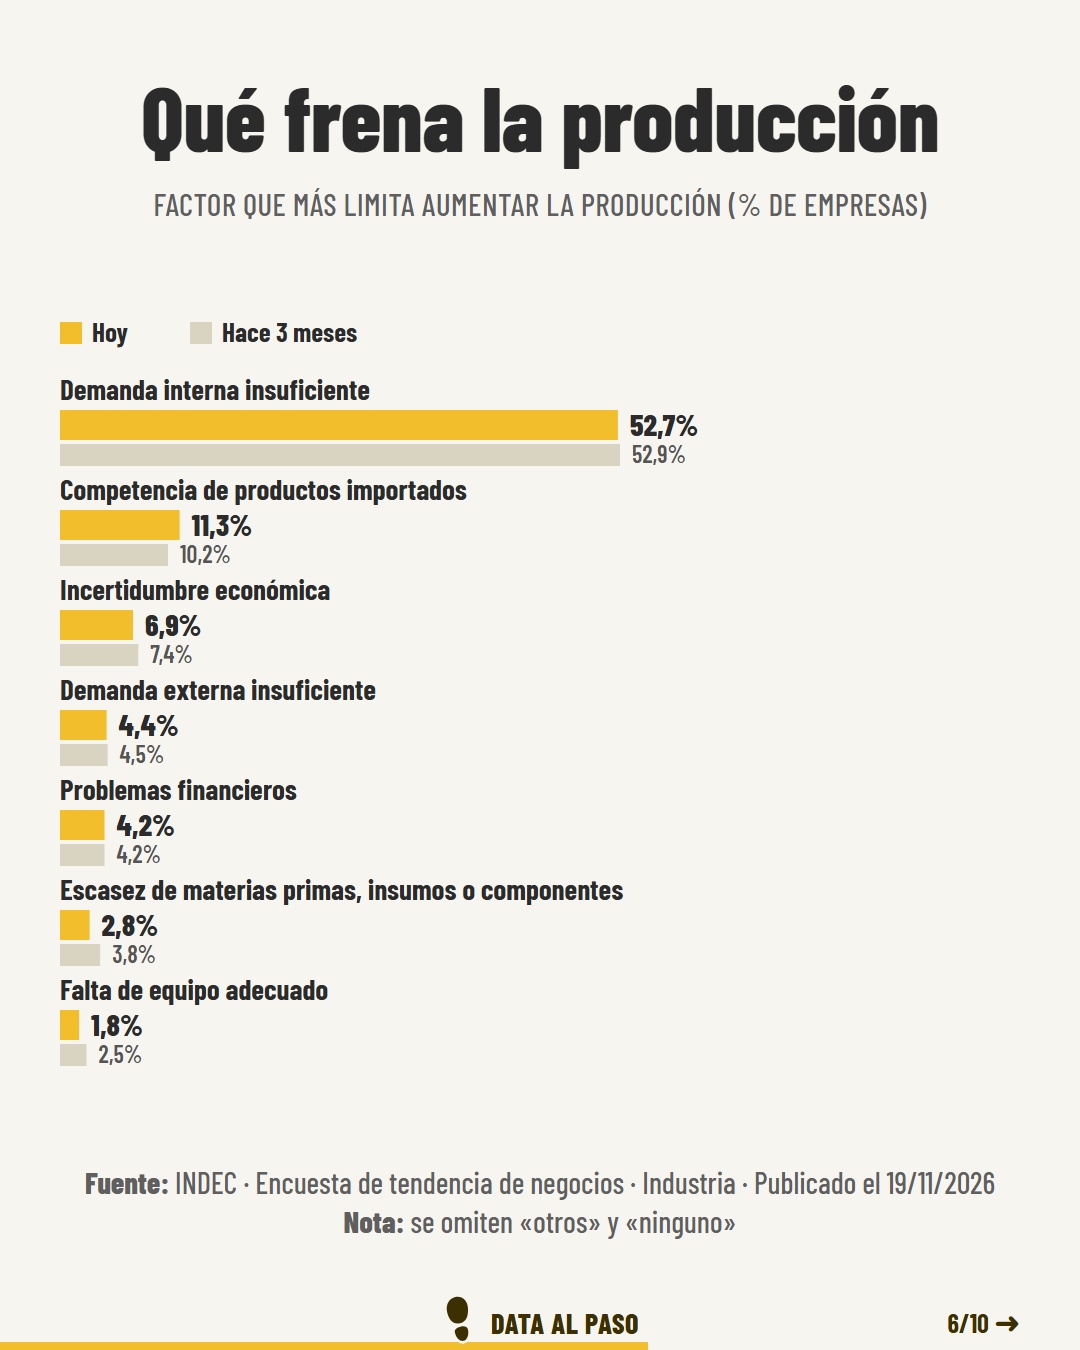 Qué frena la producción
FACTOR QUE MÁS LIMITA AUMENTAR LA PRODUCCIÓN (% DE EMPRESAS)
Hoy
Hace 3 meses
Demanda interna insuficiente
52,7%
52,9%
Competencia de productos importados
11,3%
10,2%
Incertidumbre económica
6,9%
7,4%
Demanda externa insuficiente
4,4%
4,5%
Problemas financieros
4,2%
4,2%
Escasez de materias primas, insumos o componentes
2,8%
3,8%
Falta de equipo adecuado
1,8%
2,5%
Fuente: INDEC · Encuesta de tendencia de negocios · Industria · Publicado el 19/11/2026
Nota: se omiten «otros» y «ninguno»
DATA AL PASO
6/10 →